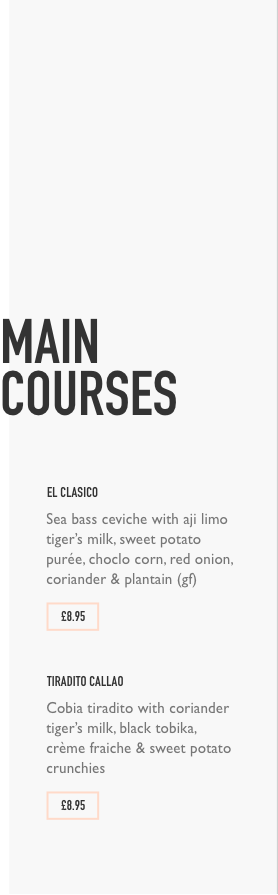 MAIN
COURSES
EL CLASICO
Sea bass ceviche with aji limo
tiger's milk, sweet potato
purée, choclo corn, red onion,
coriander & plantain (gf)
£8.95
TIRADITO CALLAO
Cobia tiradito with coriander
tiger's milk, black tobika,
crème fraiche & sweet potato
crunchies
£8.95